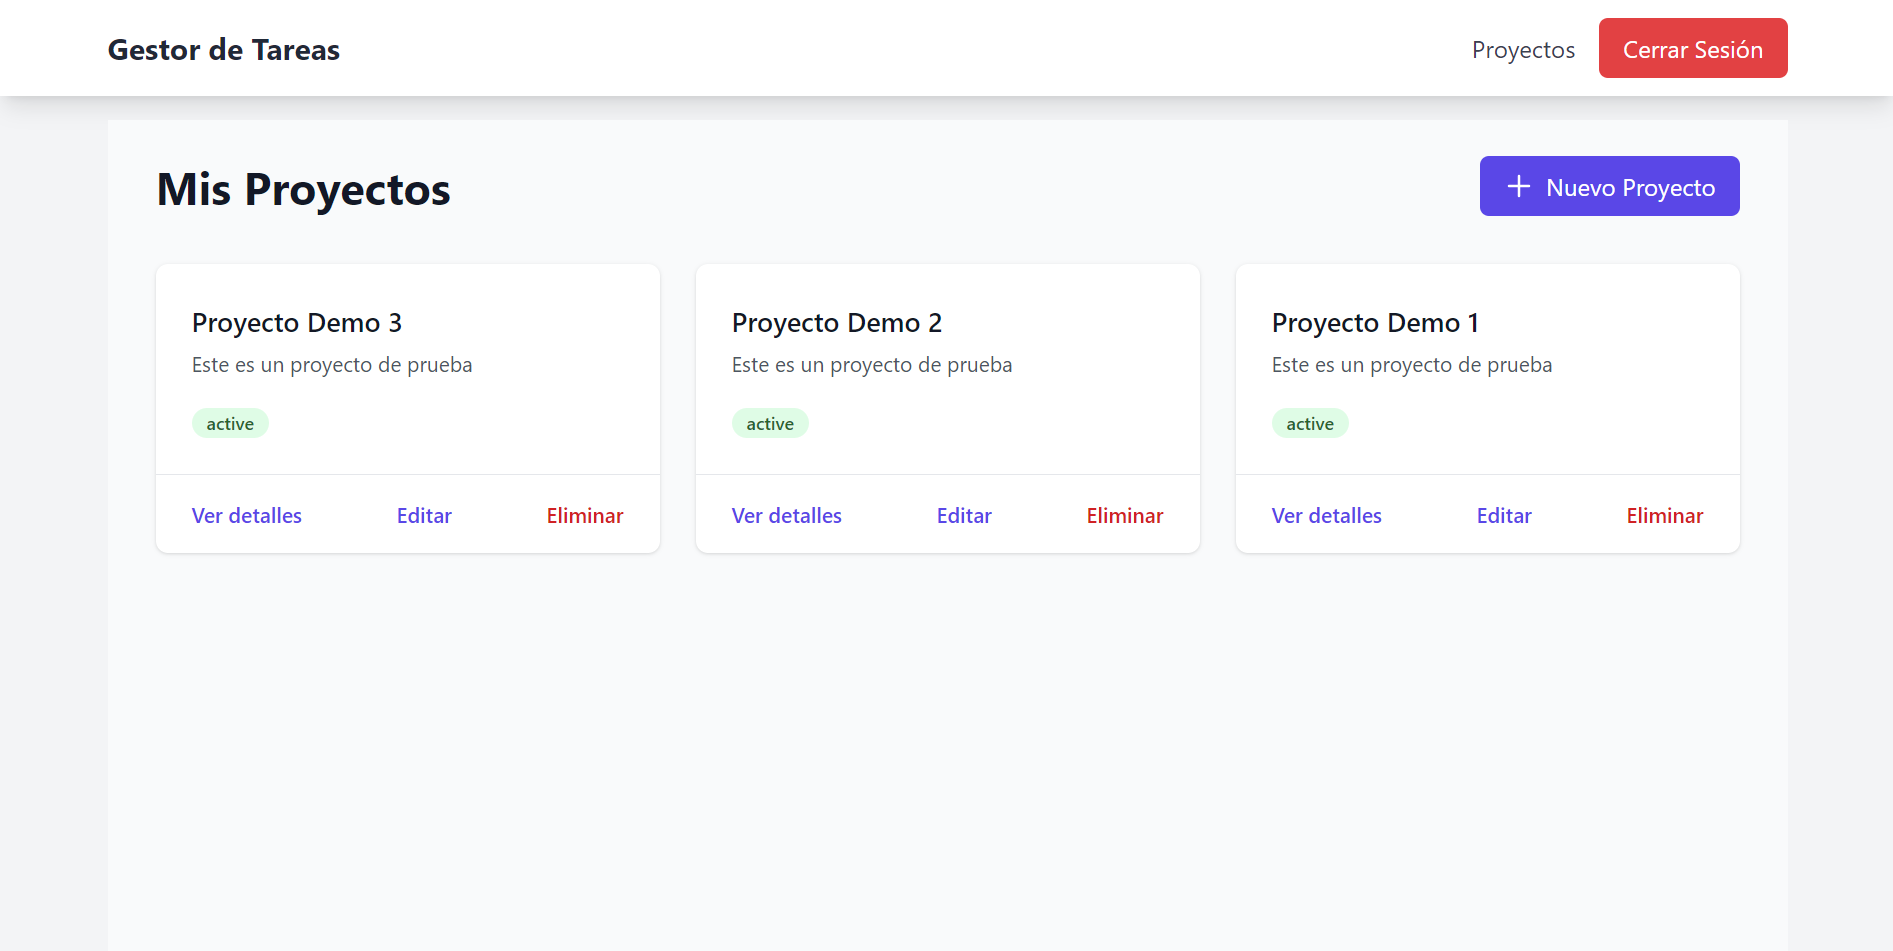 Gestor de Tareas
Proyectos
Cerrar Sesión
Mis Proyectos
Nuevo Proyecto
Proyecto Demo 3
Este es un proyecto de prueba
active
Ver detalles
Editar
Eliminar
Proyecto Demo 2
Este es un proyecto de prueba
active
Ver detalles
Editar
Eliminar
Proyecto Demo 1
Este es un proyecto de prueba
active
Ver detalles
Editar
Eliminar